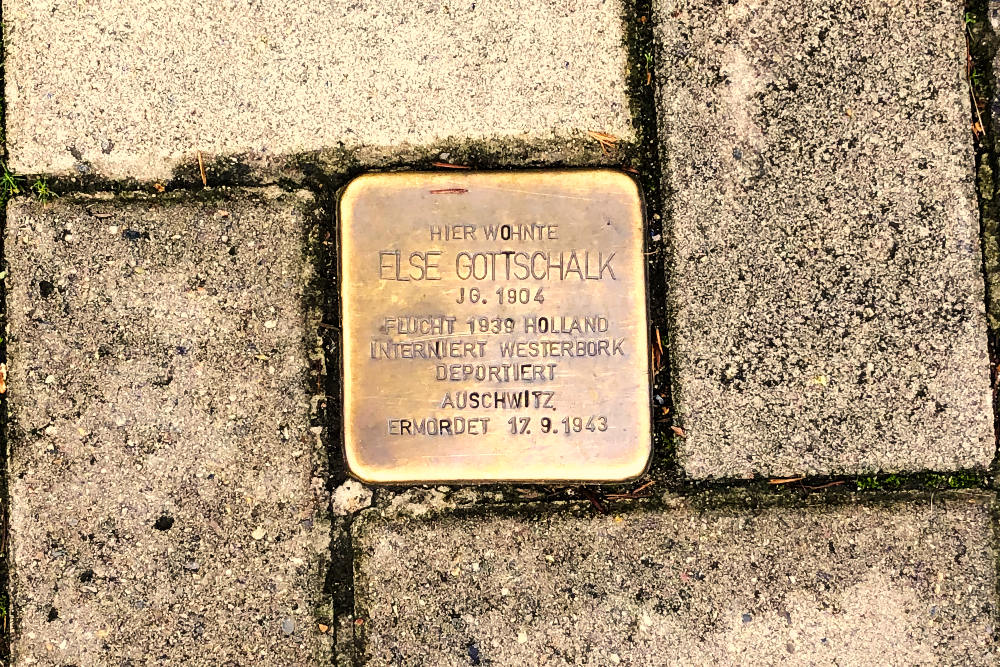 HIER WOHNTE
ELSE GOTTSCHALK
JG. 1904
FLUCHT 1939 HOLLAND
INTERNIERT WESTERBORK
DEPORTIERT
AUSCHWITZ
ERMORDET 17.9.1943